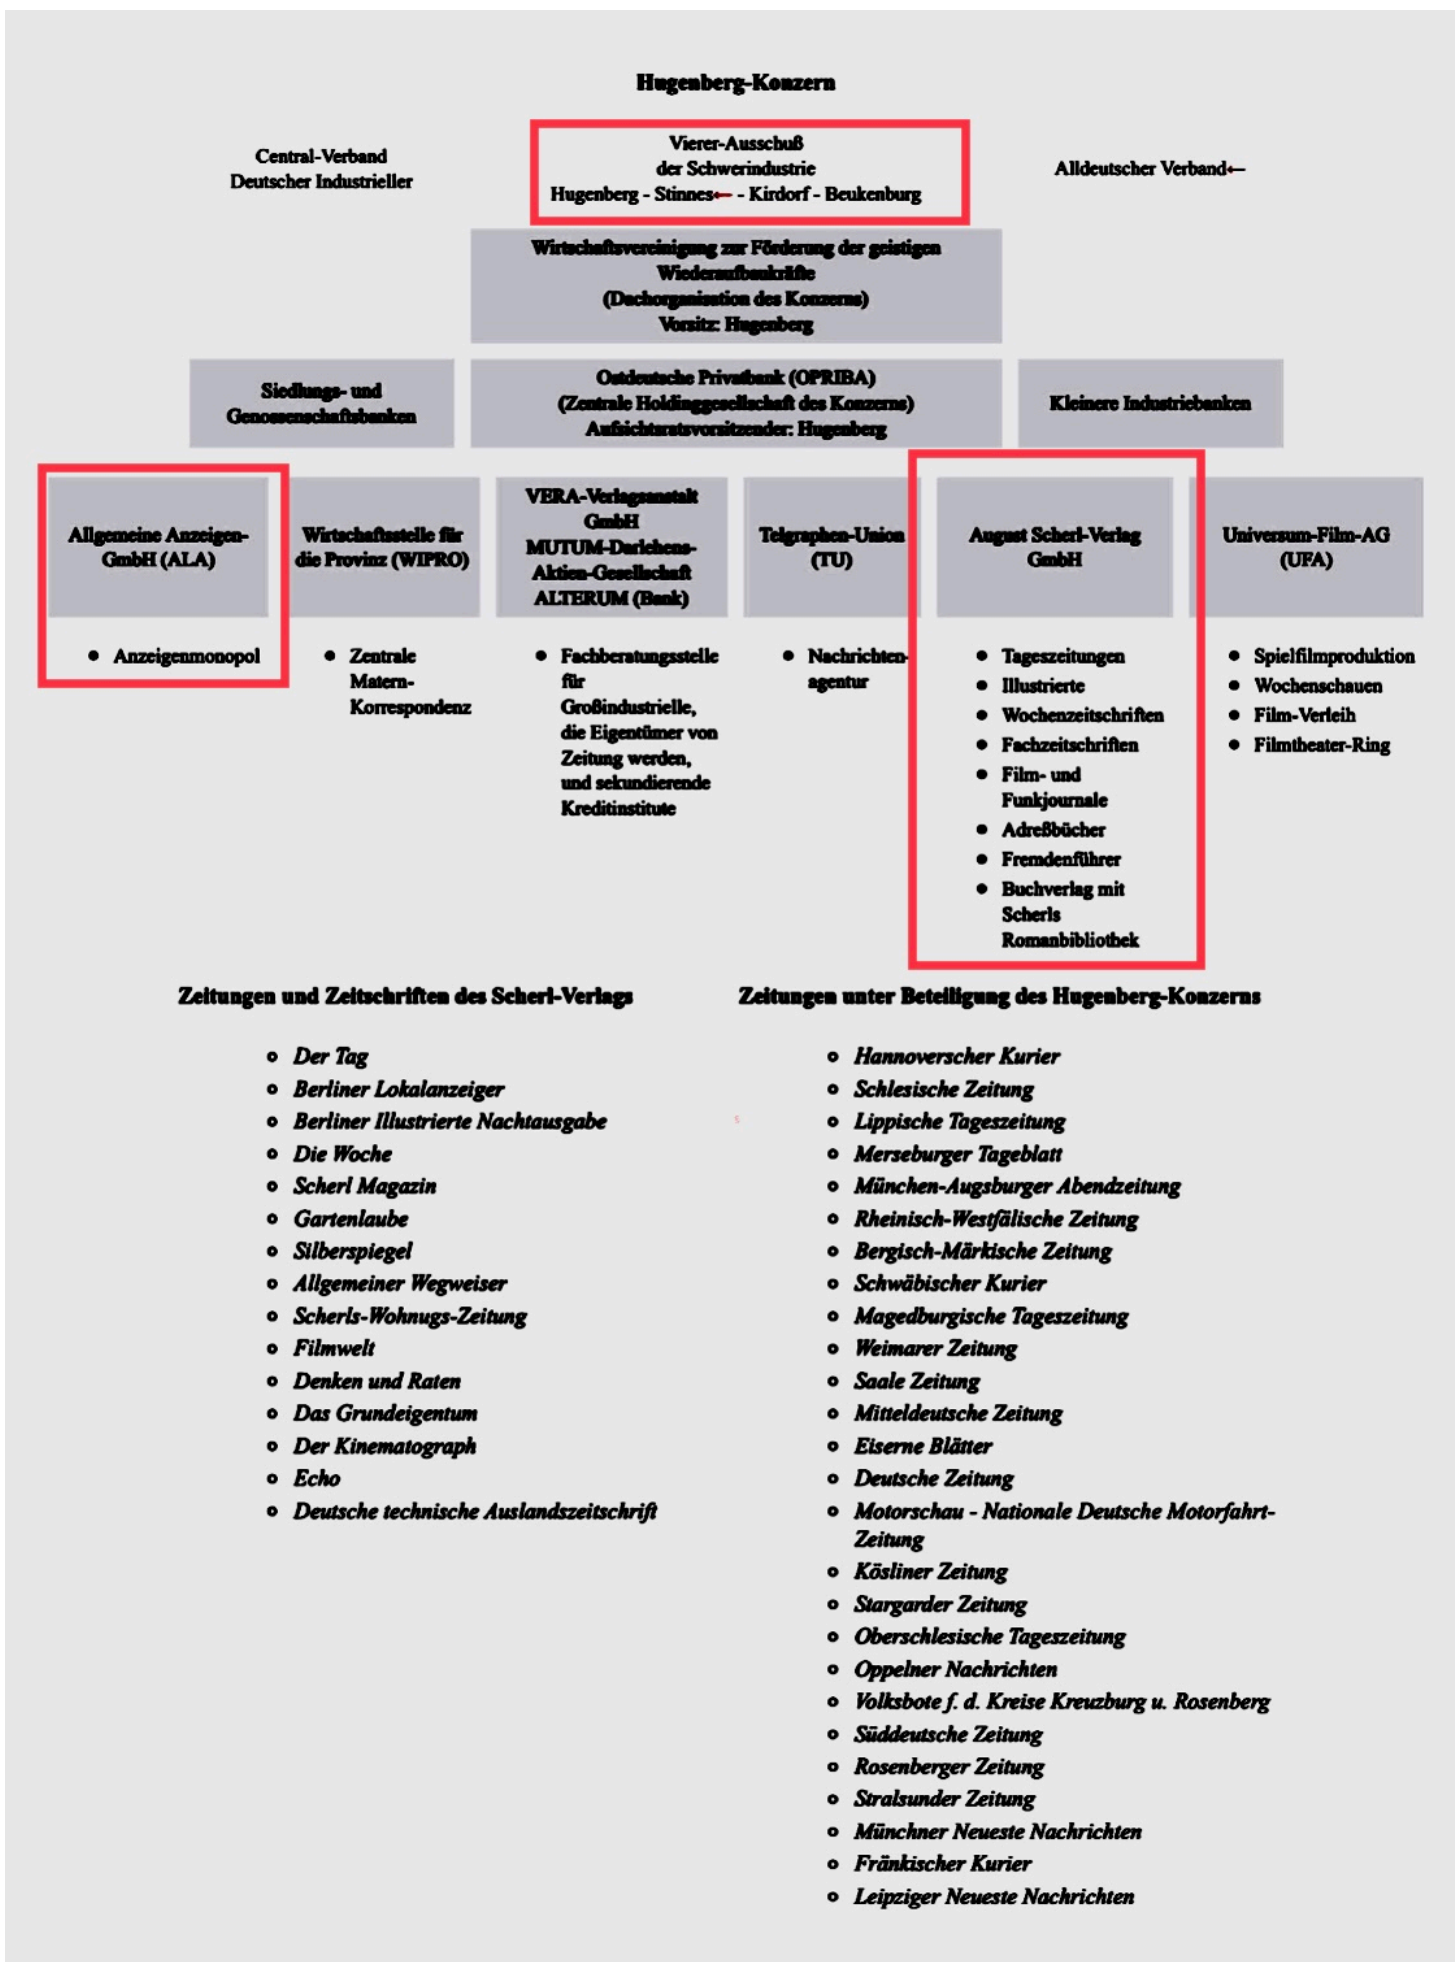 Hugenberg-Konzern
Central-Verband
Deutscher Industrieller
Vierer-Ausschuß
der Schwerindustrie
Hugenberg - Stinnes← - Kirdorf - Beukenburg
Alldeutscher Verband←
Wirtschaftsvereinigung zur Förderung der geistigen
Wiederaufbaukräfte
(Dachorganisation des Konzerns)
Vorsitz: Hugenberg
Siedlungs- und
Genossenschaftsbanken
Ostdeutsche Privatbank (OPRIBA)
(Zentrale Holdinggesellschaft des Konzerns)
Aufsichtsratsvorsitzender: Hugenberg
Kleinere Industriebanken
Allgemeine Anzeigen-
GmbH (ALA)
Wirtschaftsstelle für
die Provinz (WIPRO)
VERA-Verlagsanstalt
GmbH
MUTUM-Darlehens-
Aktien-Gesellschaft
ALTERUM (Bank)
Telgraphen-Union
(TU)
August Scherl-Verlag
GmbH
Universum-Film-AG
(UFA)
• Anzeigenmonopol
• Zentrale
Matern-
Korrespondenz
• Fachberatungsstelle
für
Großindustrielle,
die Eigentümer von
Zeitung werden,
und sekundierende
Kreditinstitute
• Nachrichten-
agentur
• Tageszeitungen
• Illustrierte
• Wochenzeitschriften
• Fachzeitschriften
• Film- und
Funkjournale
• Adreßbücher
• Fremdenführer
• Buchverlag mit
Scherls
Romanbibliothek
• Spielfilmproduktion
• Wochenschauen
• Film-Verleih
• Filmtheater-Ring
Zeitungen und Zeitschriften des Scherl-Verlags
Der Tag
Berliner Lokalanzeiger
Berliner Illustrierte Nachtausgabe
Die Woche
Scherl Magazin
Gartenlaube
Silberspiegel
Allgemeiner Wegweiser
Scherls-Wohnugs-Zeitung
Filmwelt
Denken und Raten
Das Grundeigentum
Der Kinematograph
Echo
Deutsche technische Auslandszeitschrift
Zeitungen unter Beteiligung des Hugenberg-Konzerns
Hannoverscher Kurier
Schlesische Zeitung
Lippische Tageszeitung
Merseburger Tageblatt
München-Augsburger Abendzeitung
Rheinisch-Westfälische Zeitung
Bergisch-Märkische Zeitung
Schwäbischer Kurier
Magedburgische Tageszeitung
Weimarer Zeitung
Saale Zeitung
Mitteldeutsche Zeitung
Eiserne Blätter
Deutsche Zeitung
Motorschau - Nationale Deutsche Motorfahrt-
Zeitung
Kösliner Zeitung
Stargarder Zeitung
Oberschlesische Tageszeitung
Oppelner Nachrichten
Volksbote f. d. Kreise Kreuzburg u. Rosenberg
Süddeutsche Zeitung
Rosenberger Zeitung
Stralsunder Zeitung
Münchner Neueste Nachrichten
Fränkischer Kurier
Leipziger Neueste Nachrichten